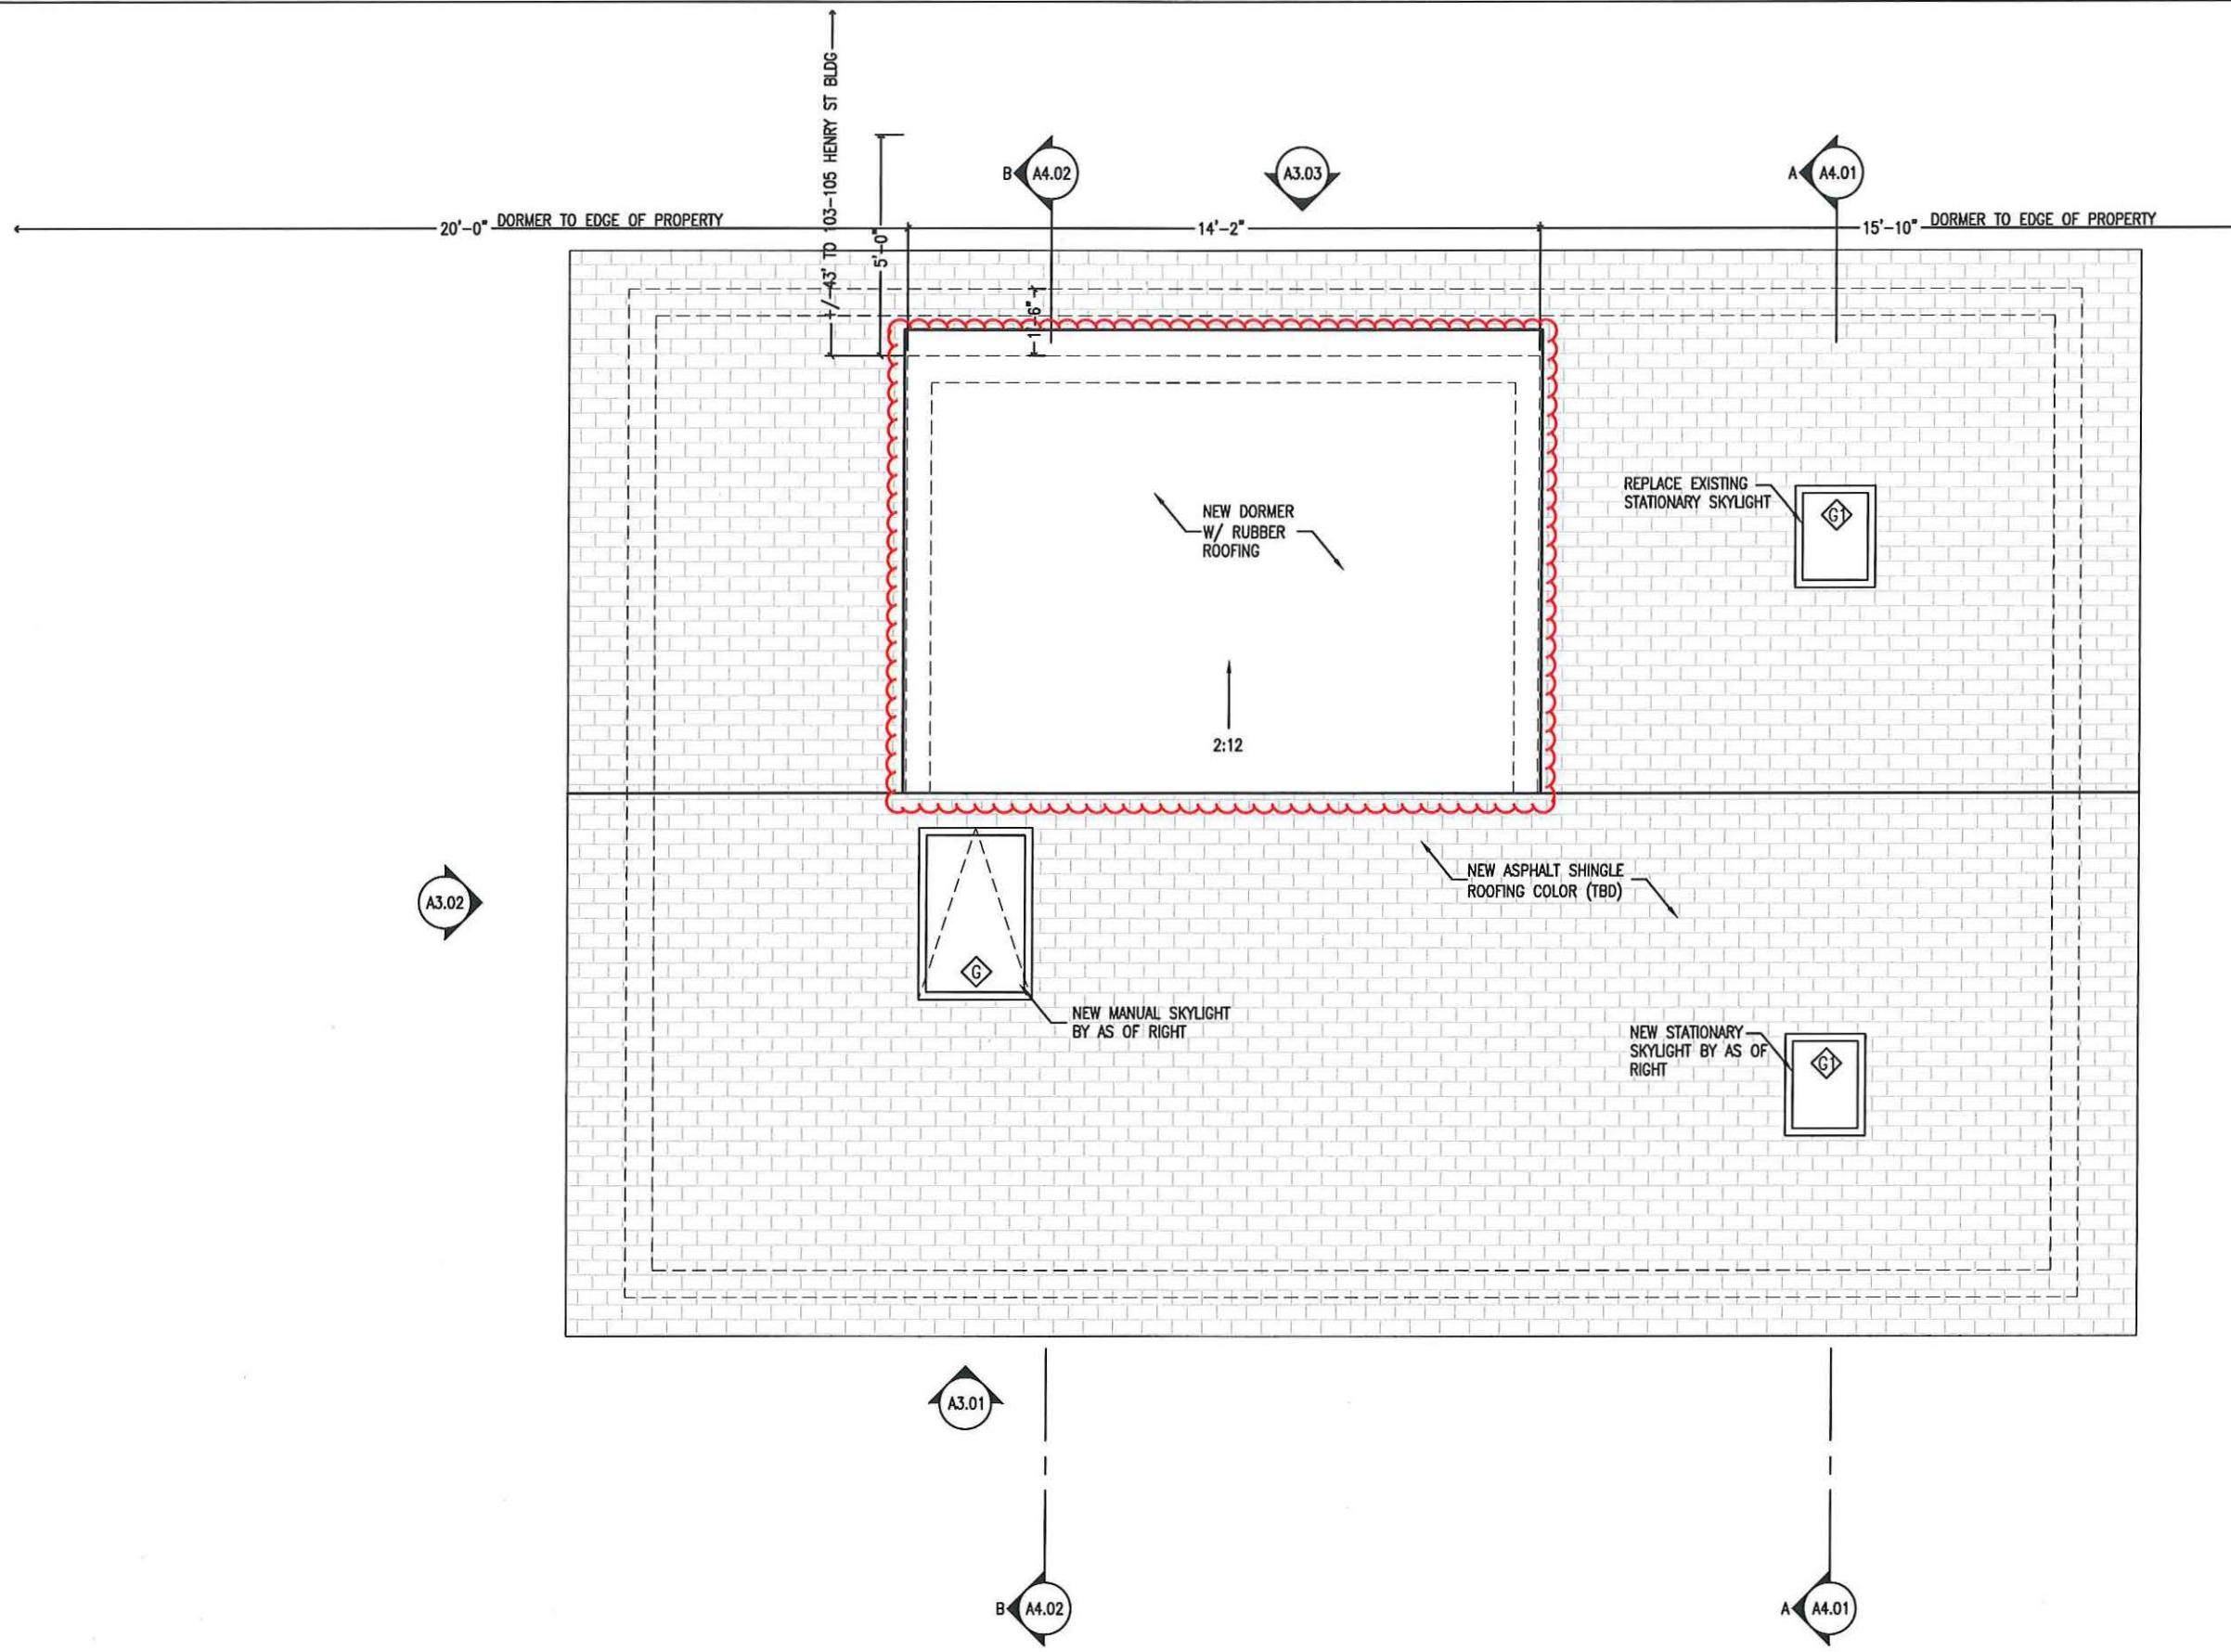 +/-43' TO 103-105 HENRY ST BLDG
B
A4.02
A3.03
A
A4.01
20'-0" DORMER TO EDGE OF PROPERTY
14'-2"
15'-10" DORMER TO EDGE OF PROPERTY
5'-0"
1'-6"
REPLACE EXISTING
STATIONARY SKYLIGHT
G1
NEW DORMER
W/ RUBBER
ROOFING
2:12
A3.02
NEW ASPHALT SHINGLE
ROOFING COLOR (TBD)
G
NEW MANUAL SKYLIGHT
BY AS OF RIGHT
NEW STATIONARY
SKYLIGHT BY AS OF
RIGHT
G1
A3.01
B
A4.02
A
A4.01